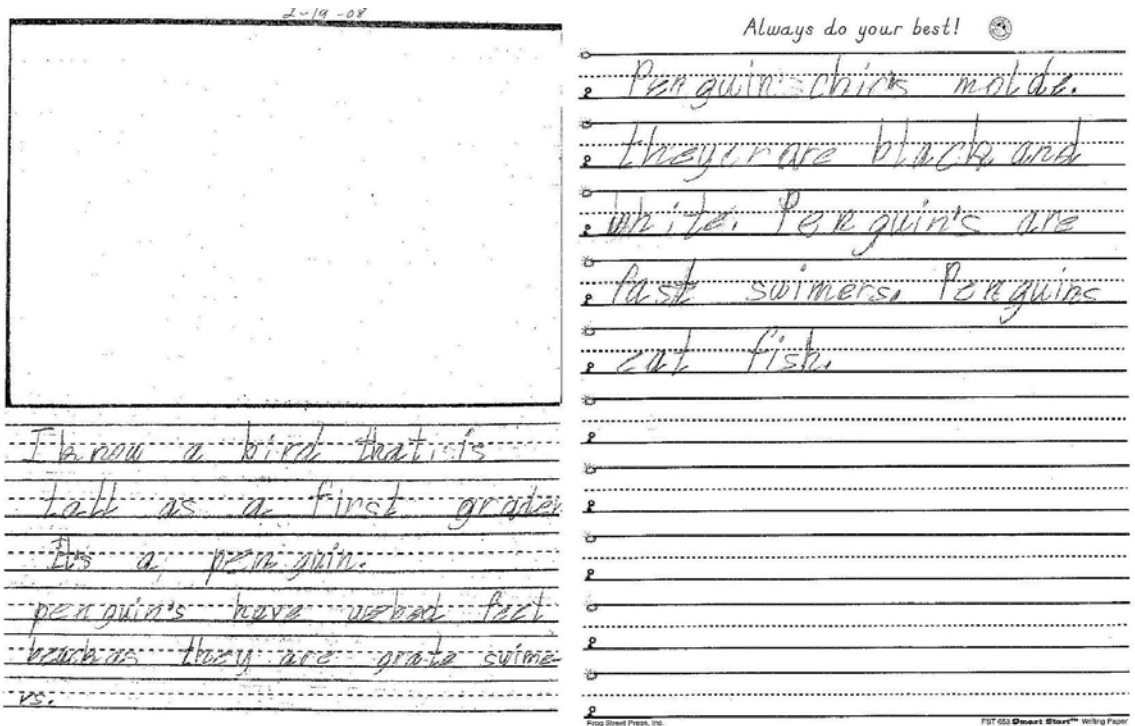 2-19-08
I know a bird that is
tall as a first grader
It's a penguin.
penguin's have webed feet
they are grate swime-
rs.
Always do your best!
Penguin's chicks molde.
they are black and
white. Penguin's are
fast swimers. Penguins
eat fish.
Frog Street Press, Inc.
FST 653 Smart Start™ Writing Paper